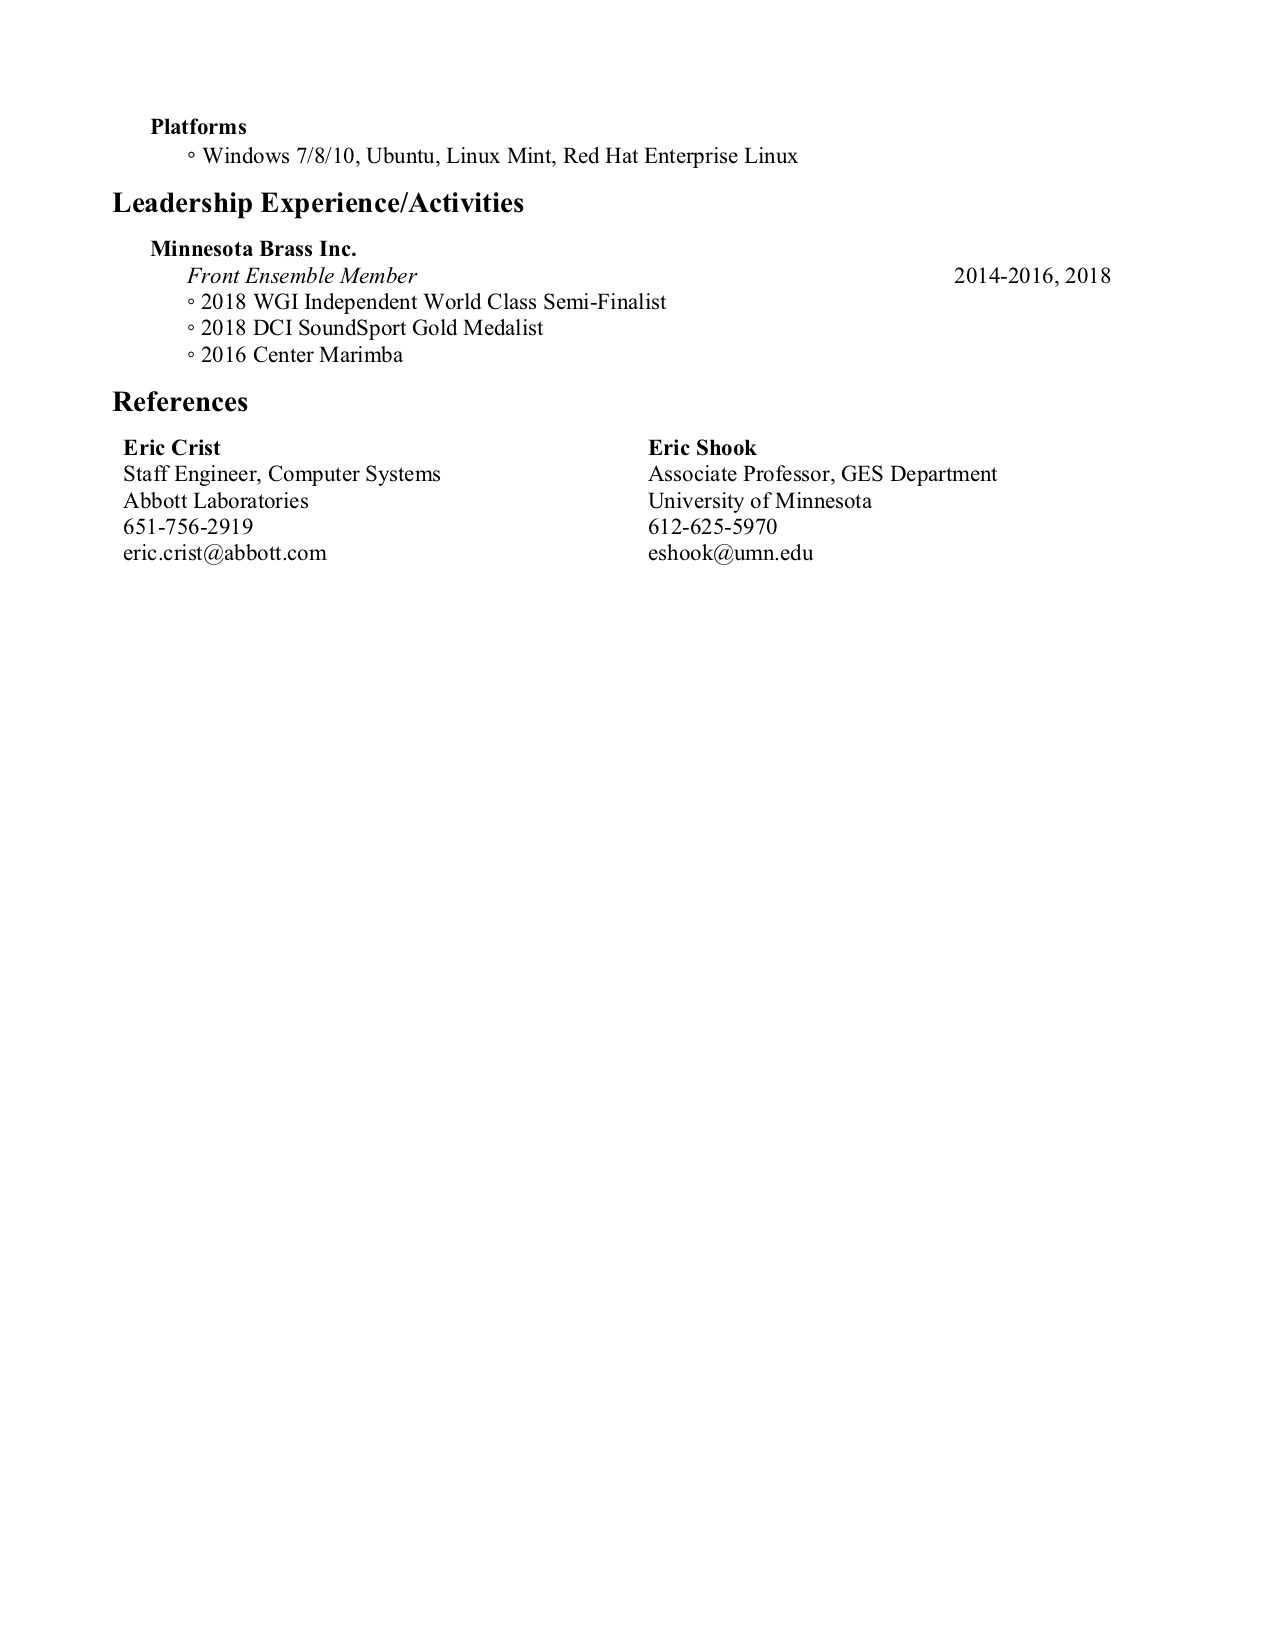 Platforms
◦ Windows 7/8/10, Ubuntu, Linux Mint, Red Hat Enterprise Linux
Leadership Experience/Activities
Minnesota Brass Inc.
Front Ensemble Member 2014-2016, 2018
◦ 2018 WGI Independent World Class Semi-Finalist
◦ 2018 DCI SoundSport Gold Medalist
◦ 2016 Center Marimba
References
Eric Crist
Staff Engineer, Computer Systems
Abbott Laboratories
651-756-2919
eric.crist@abbott.com
Eric Shook
Associate Professor, GES Department
University of Minnesota
612-625-5970
eshook@umn.edu